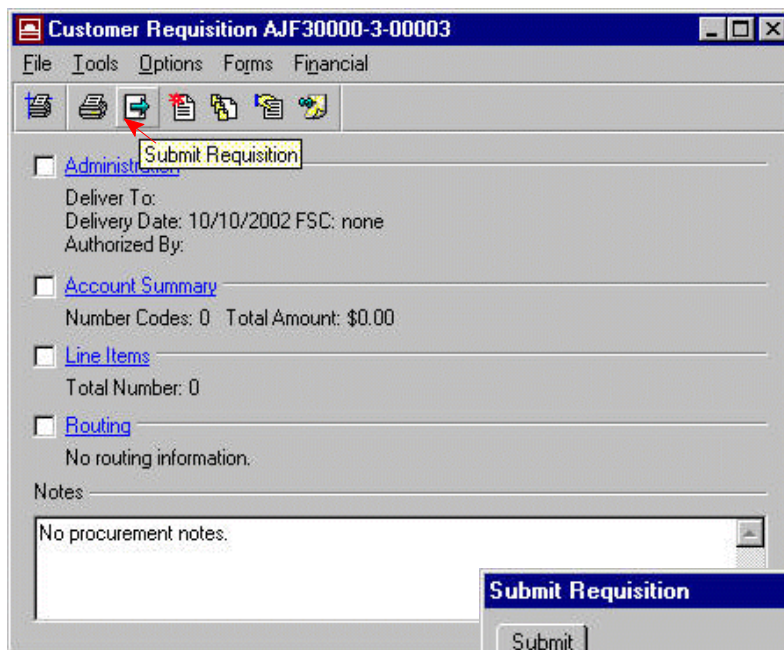 Customer Requisition AJF30000-3-00003
File Tools Options Forms Financial
Submit Requisition
Administration
Deliver To:
Delivery Date: 10/10/2002 FSC: none
Authorized By:
Account Summary
Number Codes: 0 Total Amount: $0.00
Line Items
Total Number: 0
Routing
No routing information.
Notes
No procurement notes.
Submit Requisition
Submit